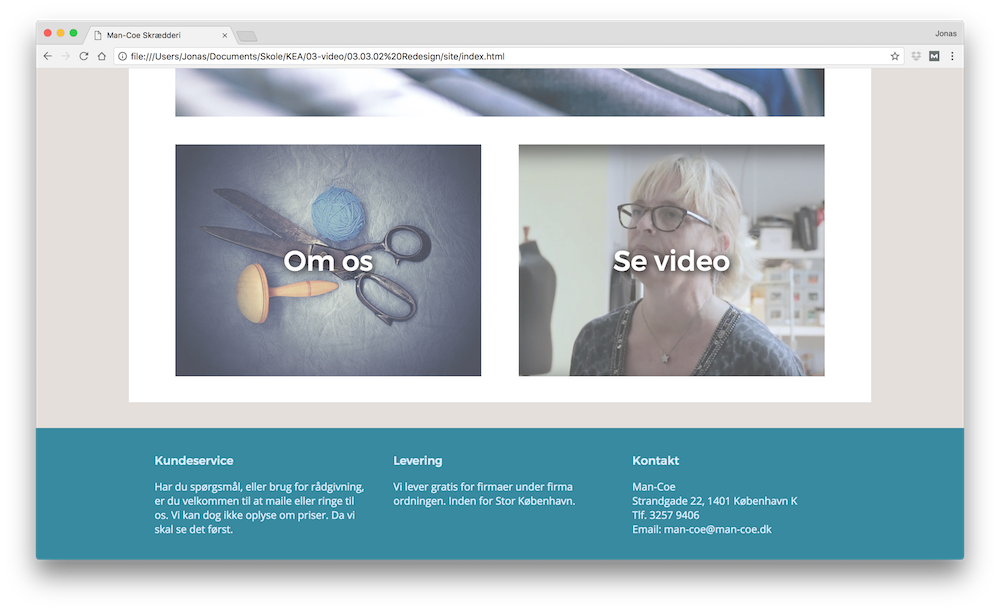 Man-Coe Skrædderi
Jonas
file:///Users/Jonas/Documents/Skole/KEA/03-video/03.03.02%20Redesign/site/index.html
Om os
Se video
Kundeservice
Har du spørgsmål, eller brug for rådgivning,
er du velkommen til at maile eller ringe til
os. Vi kan dog ikke oplyse om priser. Da vi
skal se det først.
Levering
Vi lever gratis for firmaer under firma
ordningen. Inden for Stor København.
Kontakt
Man-Coe
Strandgade 22, 1401 København K
Tlf. 3257 9406
Email: man-coe@man-coe.dk